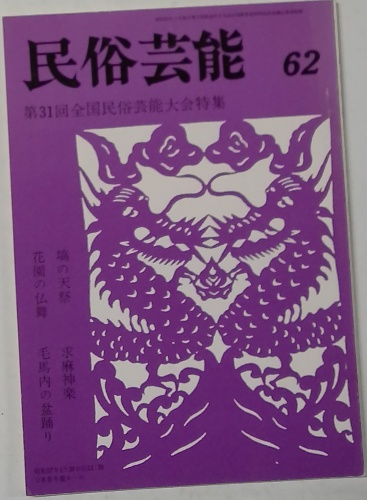 民俗芸能 62
第31回全国民俗芸能大会特集
塙の天祭
花園の仏舞
求麻神楽
毛馬内の盆踊り